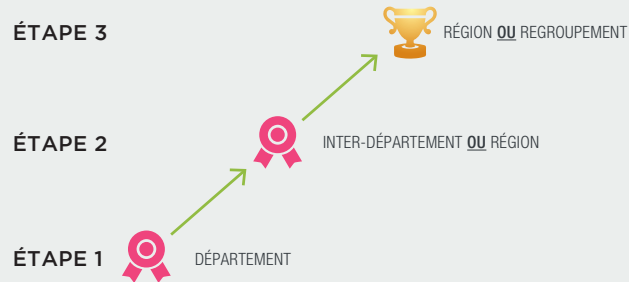 ÉTAPE 3 RÉGION OU REGROUPEMENT
ÉTAPE 2 INTER-DÉPARTEMENT OU RÉGION
ÉTAPE 1 DÉPARTEMENT